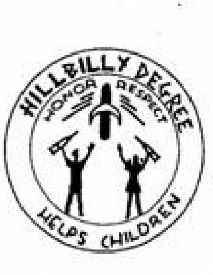 HILLBILLY DEGREE
HONOR RESPECT
HELPS CHILDREN